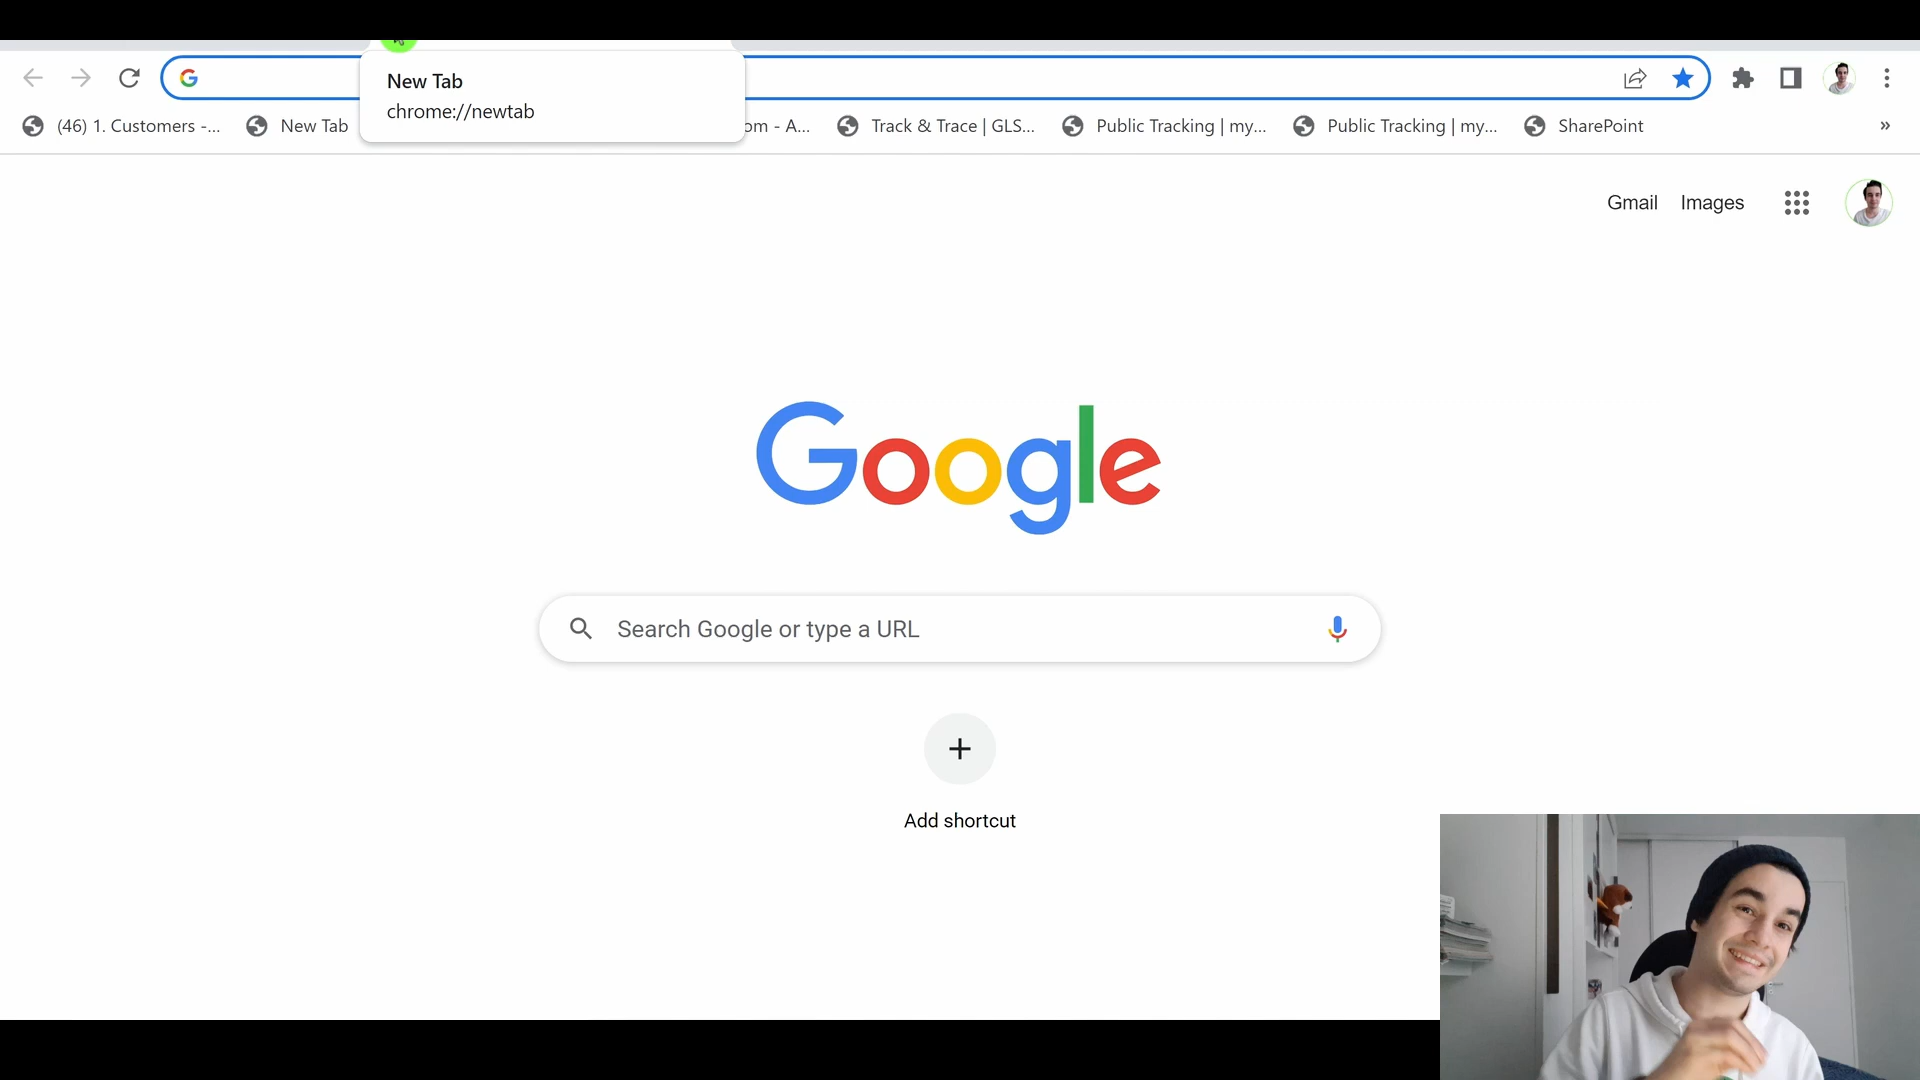 New Tab
chrome://newtab
(46) 1. Customers -...
New Tab
om - A...
Track & Trace | GLS...
Public Tracking | my...
Public Tracking | my...
SharePoint
»
Gmail
Images
Google
Search Google or type a URL
Add shortcut